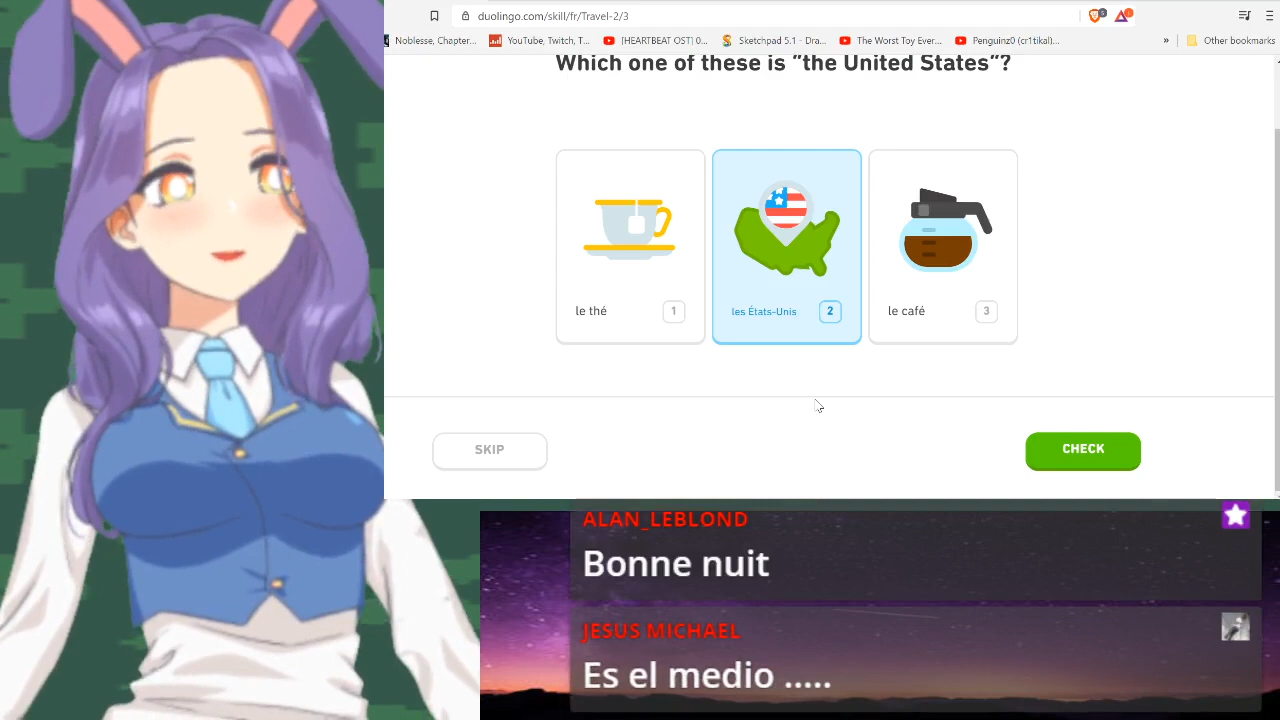 duolingo.com/skill/fr/Travel-2/3
Noblesse, Chapter... YouTube, Twitch, T... [HEARTBEAT OST] 0... Sketchpad 5.1 - Dr... The Worst Toy Ever... Penguinz0 (cr1tikal)... » Other bookmarks
Which one of these is "the United States"?
le thé 1
les États-Unis 2
le café 3
SKIP
CHECK
ALAN_LEBLOND
Bonne nuit
JESUS MICHAEL
Es el medio .....